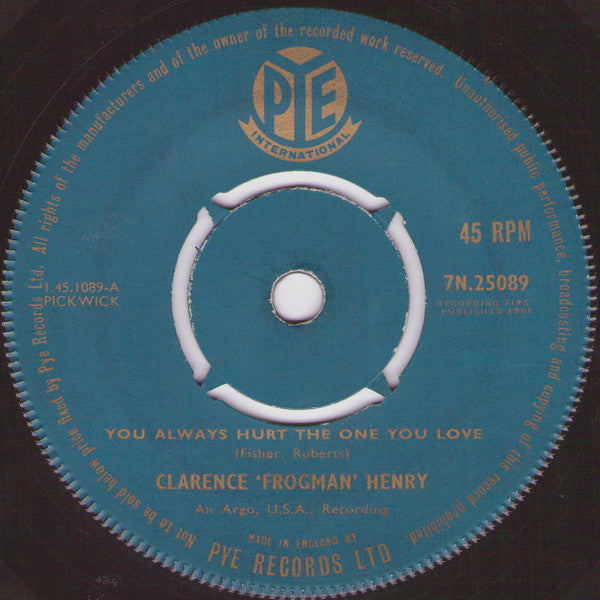 PYE
INTERNATIONAL
45 RPM
7N.25089
RECORDING FIRST
PUBLISHED 1961
1.45.1089-A
PICKWICK
YOU ALWAYS HURT THE ONE YOU LOVE
(Fisher, Roberts)
CLARENCE 'FROGMAN' HENRY
An Argo, U.S.A., Recording
MADE IN ENGLAND BY
PYE RECORDS LTD
Not to be sold below price fixed by Pye Records Ltd. All rights of the manufacturers and of the owner of the recorded work reserved. Unauthorised public performance, broadcasting and copying of this record prohibited